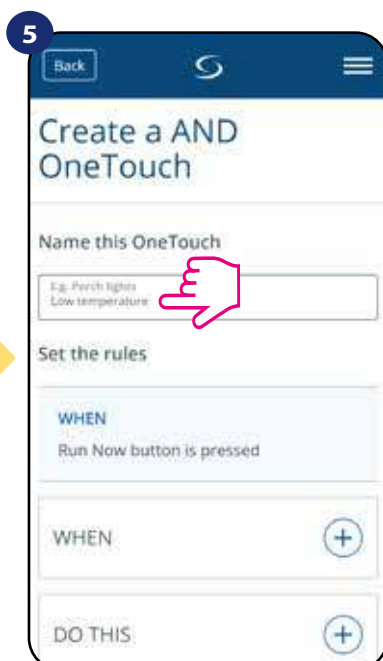 5
Back
Create a AND
OneTouch
Name this OneTouch
E.g. Porch lights
Low temperature
Set the rules
WHEN
Run Now button is pressed
WHEN
DO THIS